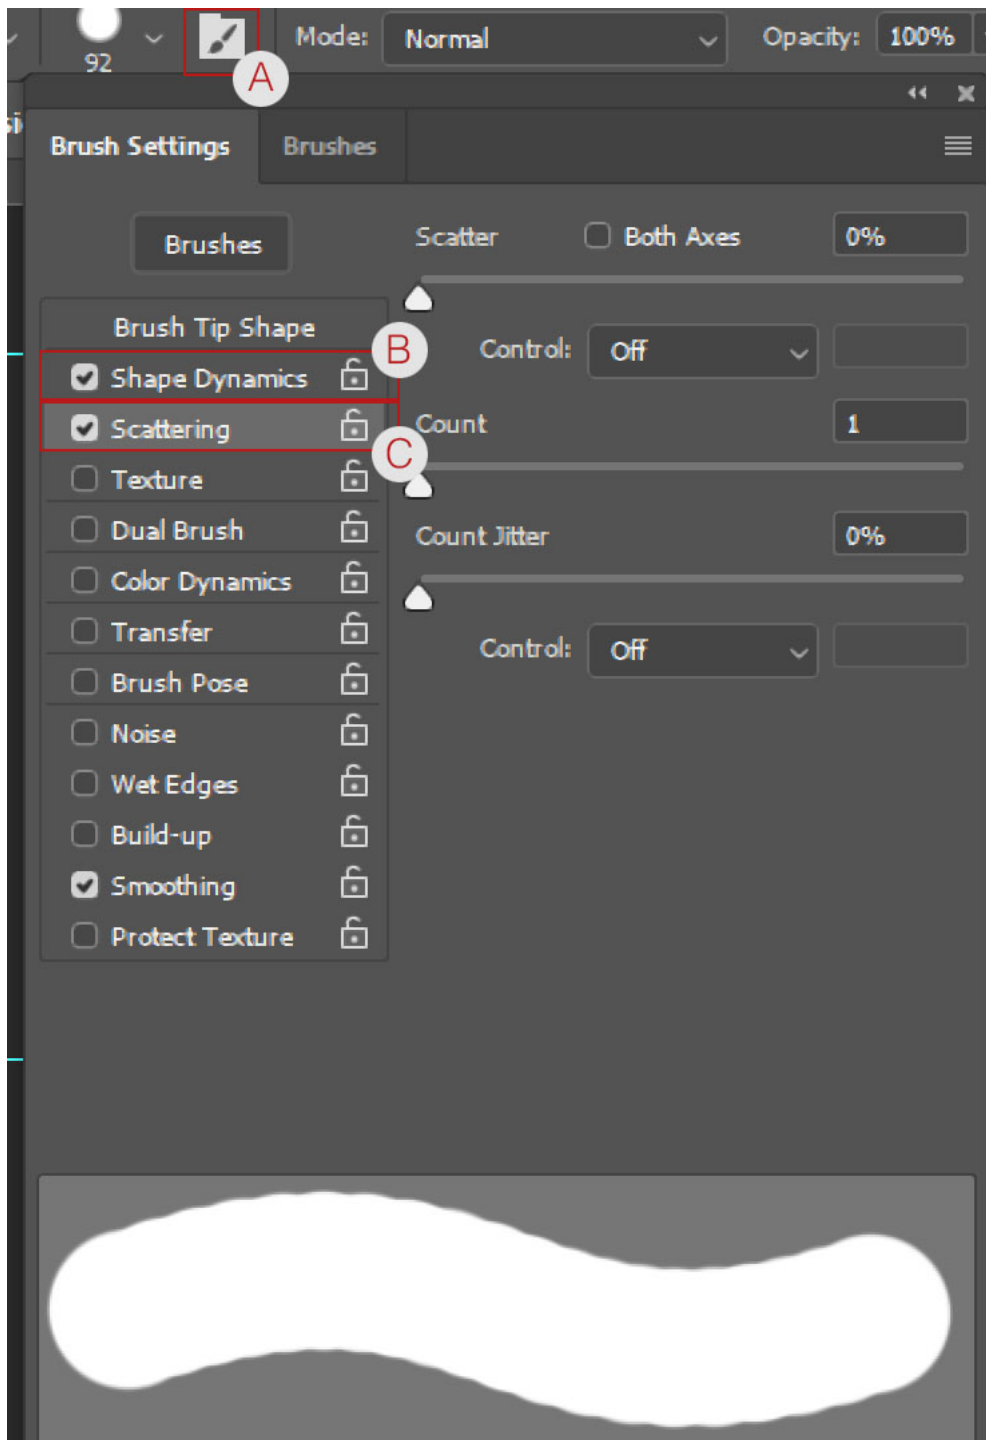 92
Mode: Normal
Opacity: 100%
A
si
Brush Settings
Brushes
Brushes
Scatter
Both Axes
0%
Brush Tip Shape
B
Control: Off
Shape Dynamics
Scattering
C
Count
1
Texture
Dual Brush
Count Jitter
0%
Color Dynamics
Transfer
Control: Off
Brush Pose
Noise
Wet Edges
Build-up
Smoothing
Protect Texture